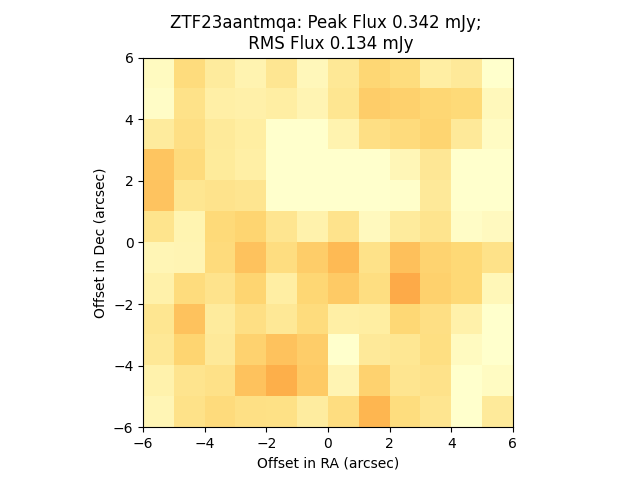 ZTF23aantmqa: Peak Flux 0.342 mJy;
RMS Flux 0.134 mJy
6
4
2
0
−2
−4
−6
Offset in Dec (arcsec)
−6 −4 −2 0 2 4 6
Offset in RA (arcsec)